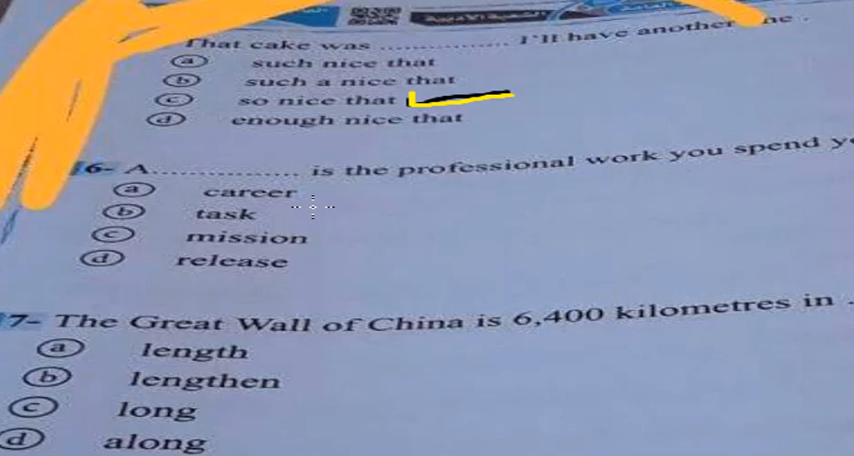 That cake was ................ I'll have another ne .
a such nice that
b such a nice that
c so nice that
d enough nice that
16- A.................. is the professional work you spend y
a career
b task
c mission
d release
7- The Great Wall of China is 6,400 kilometres in .
a length
b lengthen
c long
d along